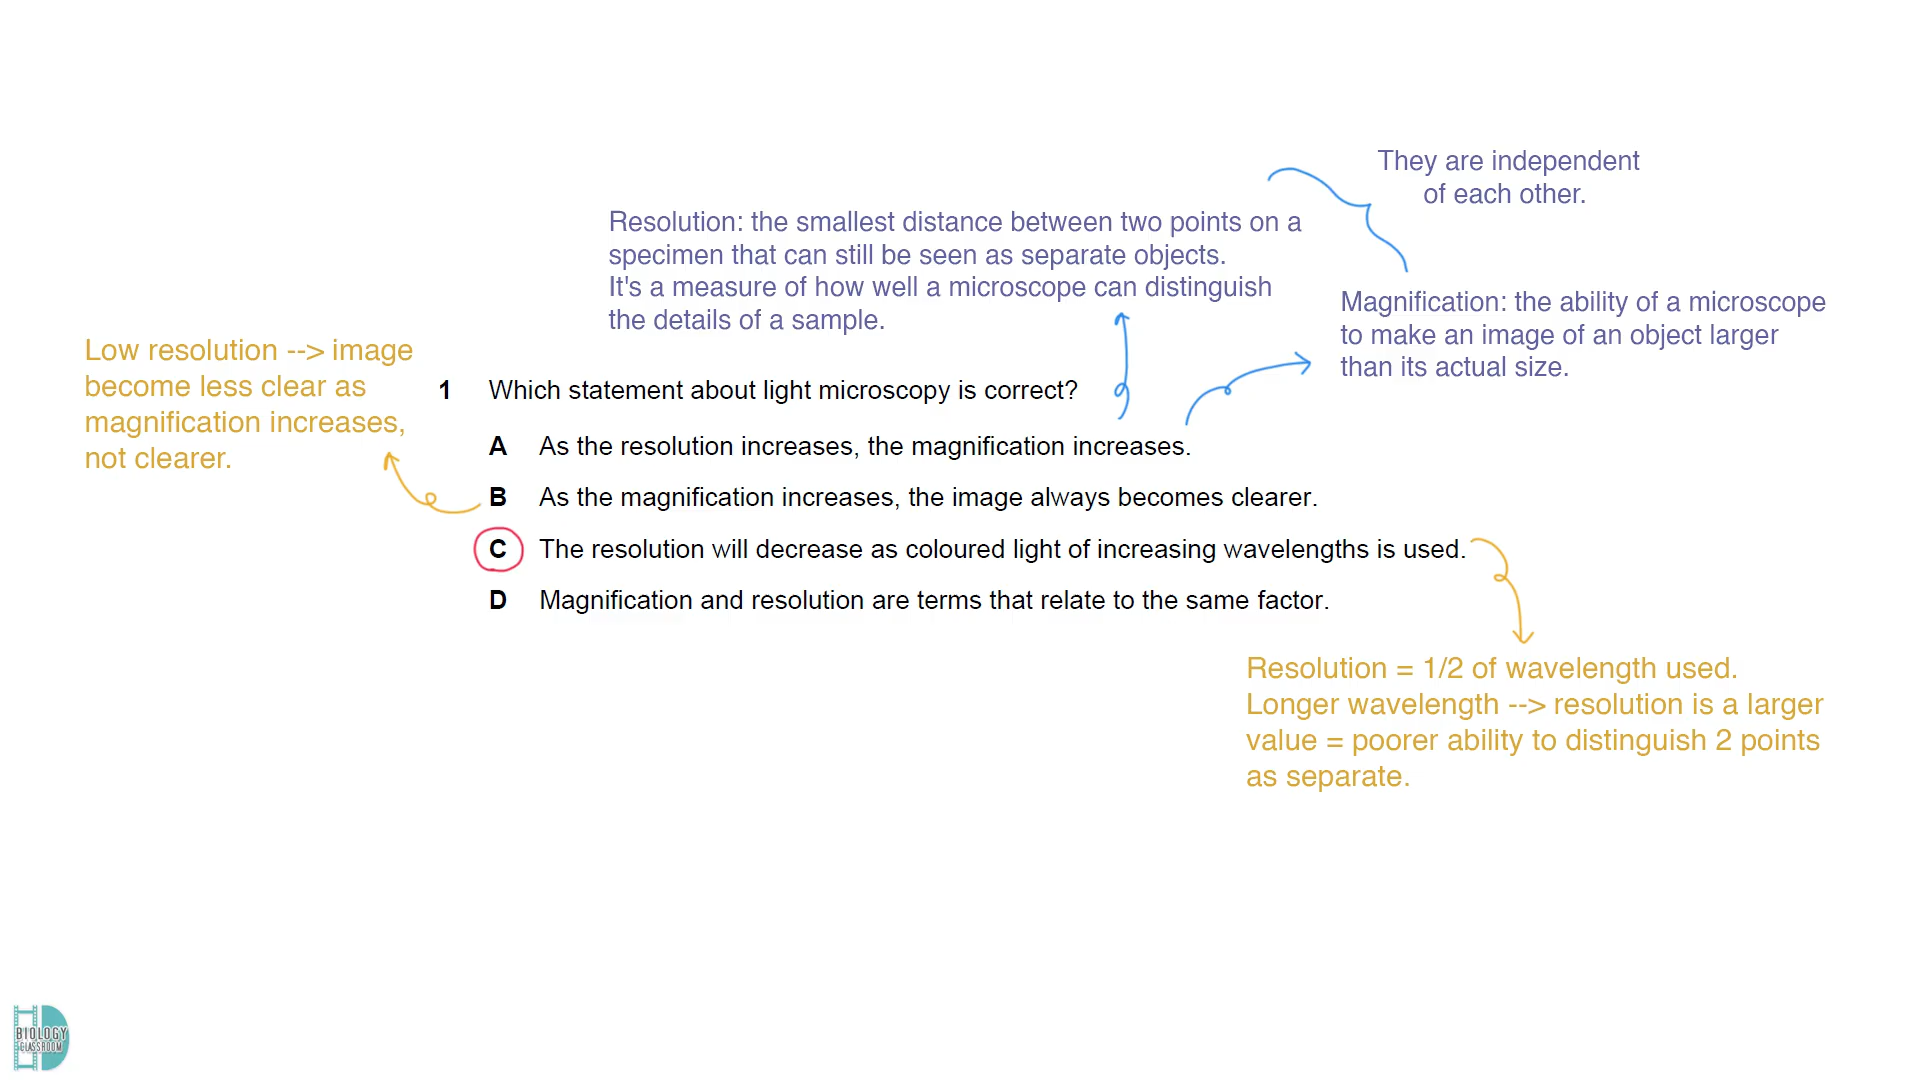 They are independent
of each other.
Resolution: the smallest distance between two points on a
specimen that can still be seen as separate objects.
It's a measure of how well a microscope can distinguish
the details of a sample.
Magnification: the ability of a microscope
to make an image of an object larger
than its actual size.
Low resolution --> image
become less clear as
magnification increases,
not clearer.
1 Which statement about light microscopy is correct?
A As the resolution increases, the magnification increases.
B As the magnification increases, the image always becomes clearer.
C The resolution will decrease as coloured light of increasing wavelengths is used.
D Magnification and resolution are terms that relate to the same factor.
Resolution = 1/2 of wavelength used.
Longer wavelength --> resolution is a larger
value = poorer ability to distinguish 2 points
as separate.
BIOLOGY
CLASSROOM